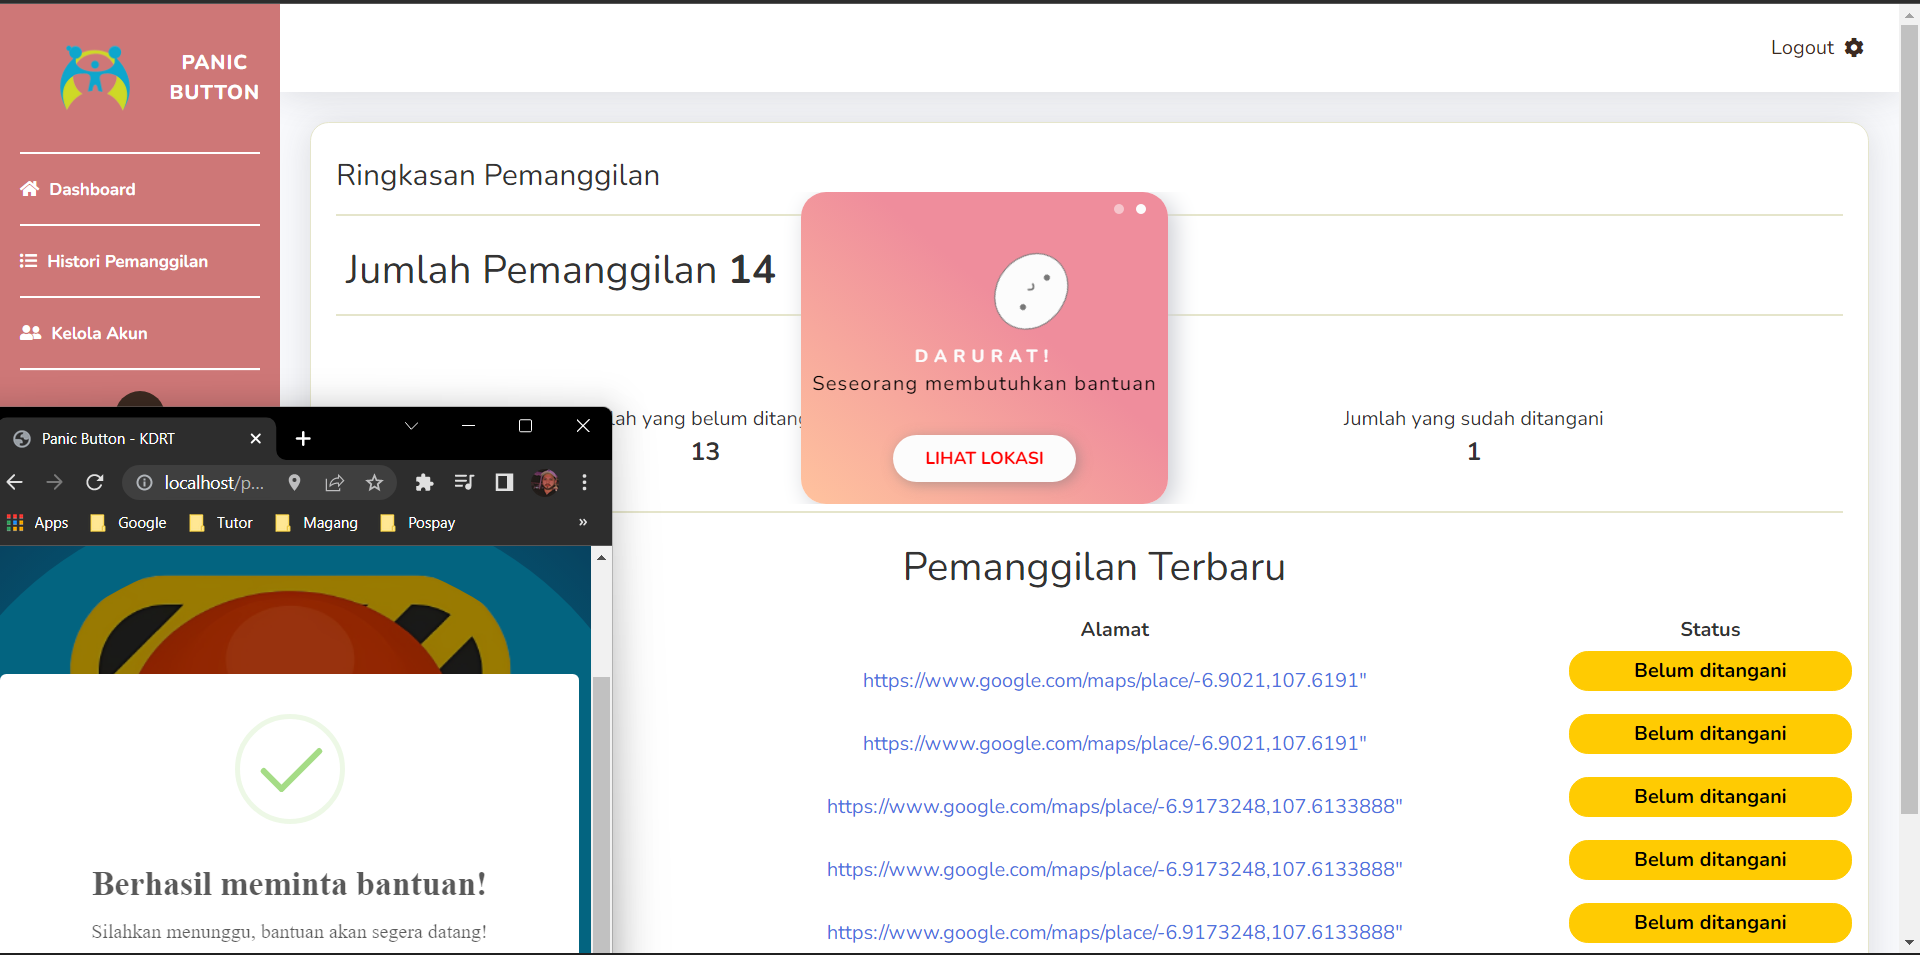 PANIC
BUTTON
Logout
Dashboard
Histori Pemanggilan
Kelola Akun
Ringkasan Pemanggilan
Jumlah Pemanggilan 14
DARURAT!
Seseorang membutuhkan bantuan
LIHAT LOKASI
yang belum
13
Jumlah yang sudah ditangani
1
Pemanggilan Terbaru
Alamat Status
https://www.google.com/maps/place/-6.9021,107.6191" Belum ditangani
https://www.google.com/maps/place/-6.9021,107.6191" Belum ditangani
https://www.google.com/maps/place/-6.9173248,107.6133888" Belum ditangani
https://www.google.com/maps/place/-6.9173248,107.6133888" Belum ditangani
https://www.google.com/maps/place/-6.9173248,107.6133888" Belum ditangani
Panic Button - KDRT
localhost/p...
Apps Google Tutor Magang Pospay »
Berhasil meminta bantuan!
Silahkan menunggu, bantuan akan segera datang!